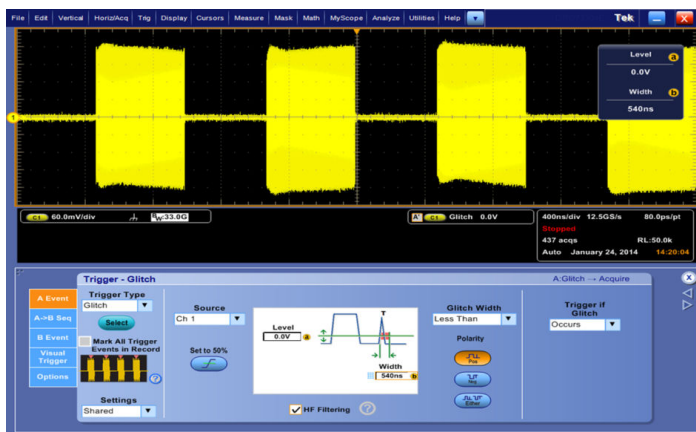 File Edit Vertical Horiz/Acq Trig Display Cursors Measure Mask Math MyScope Analyze Utilities Help Tek X
Level a
0.0V
Width b
540ns
1
C1 60.0mV/div BW:33.0G
A' C1 Glitch 0.0V
400ns/div 12.5GS/s 80.0ps/pt
Stopped
437 acqs RL:50.0k
Auto January 24, 2014 14:20:04
Trigger - Glitch
A:Glitch → Acquire
X
A Event
A->B Seq
B Event
Visual
Trigger
Options
Trigger Type
Glitch
Select
Mark All Trigger
Events in Record
?
Settings
Shared
Source
Ch 1
Set to 50%
Level
0.0V a
T
Width
540ns b
HF Filtering ?
Glitch Width
Less Than
Polarity
Pos
Neg
Either
Trigger if
Glitch
Occurs